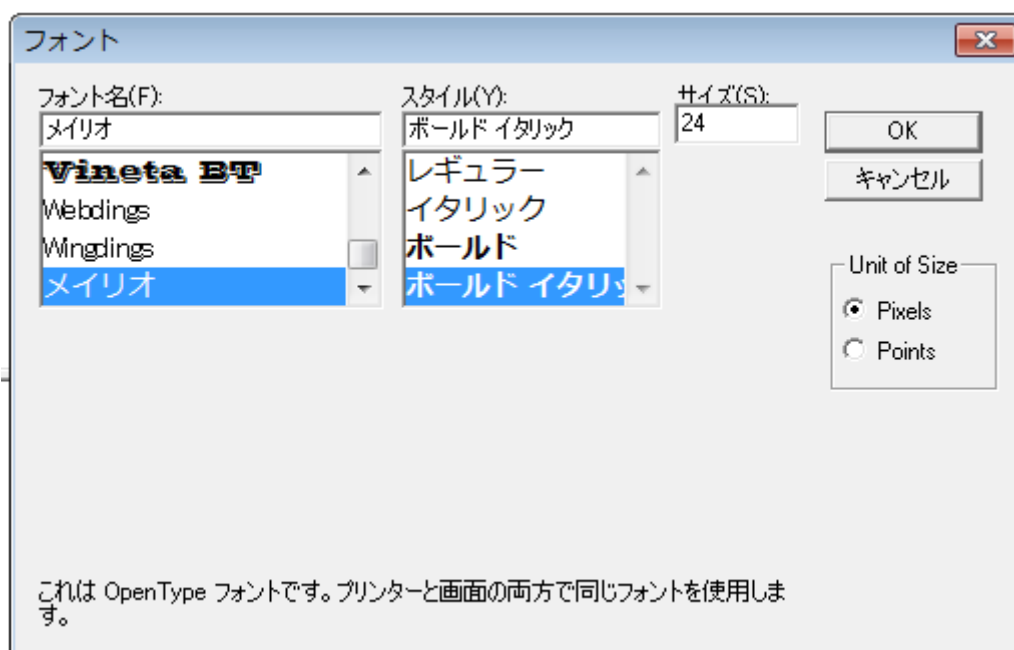 フォント
フォント名(F):
メイリオ
Vineta BT
Webdings
Wingdings
メイリオ
スタイル(Y):
ボールド イタリック
レギュラー
イタリック
ボールド
ボールド イタリッ
サイズ(S):
24
OK
キャンセル
Unit of Size
Pixels
Points
これは OpenType フォントです。プリンターと画面の両方で同じフォントを使用しま
す。